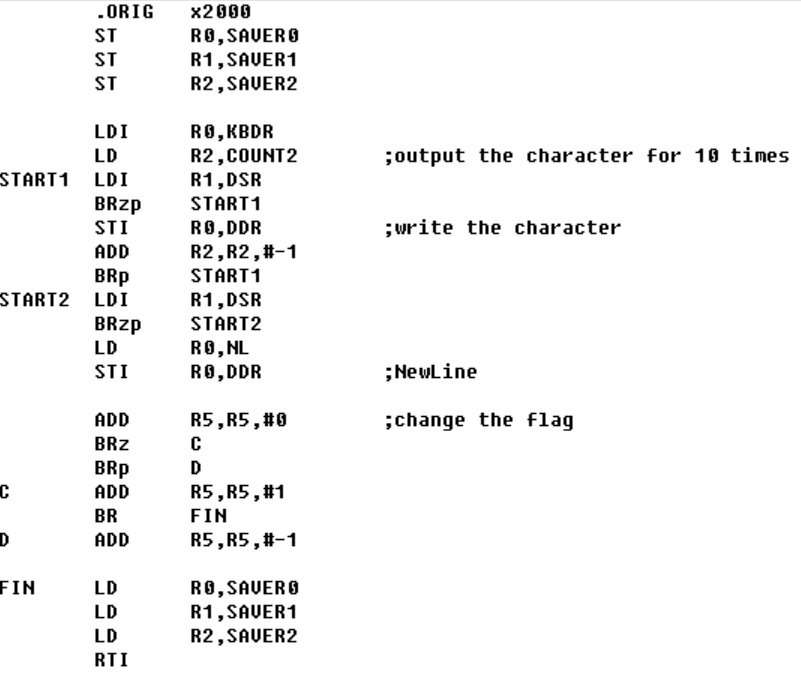 .ORIG x2000
ST R0,SAVER0
ST R1,SAVER1
ST R2,SAVER2
LDI R0,KBDR
LD R2,COUNT2 ;output the character for 10 times
START1 LDI R1,DSR
BRzp START1
STI R0,DDR ;write the character
ADD R2,R2,#-1
BRp START1
START2 LDI R1,DSR
BRzp START2
LD R0,NL
STI R0,DDR ;NewLine
ADD R5,R5,#0 ;change the flag
BRz C
BRp D
C ADD R5,R5,#1
BR FIN
D ADD R5,R5,#-1
FIN LD R0,SAVER0
LD R1,SAVER1
LD R2,SAVER2
RTI